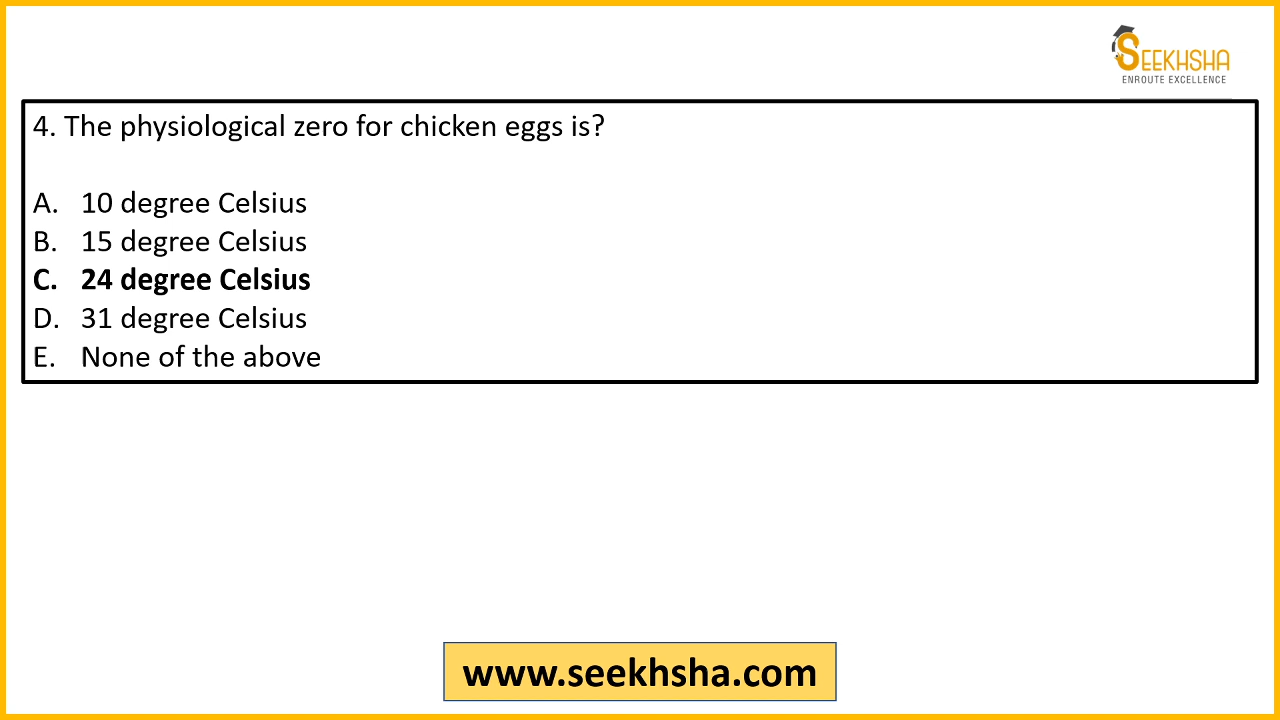 SEEKHSHA
ENROUTE EXCELLENCE
4. The physiological zero for chicken eggs is?
A. 10 degree Celsius
B. 15 degree Celsius
C. 24 degree Celsius
D. 31 degree Celsius
E. None of the above
www.seekhsha.com